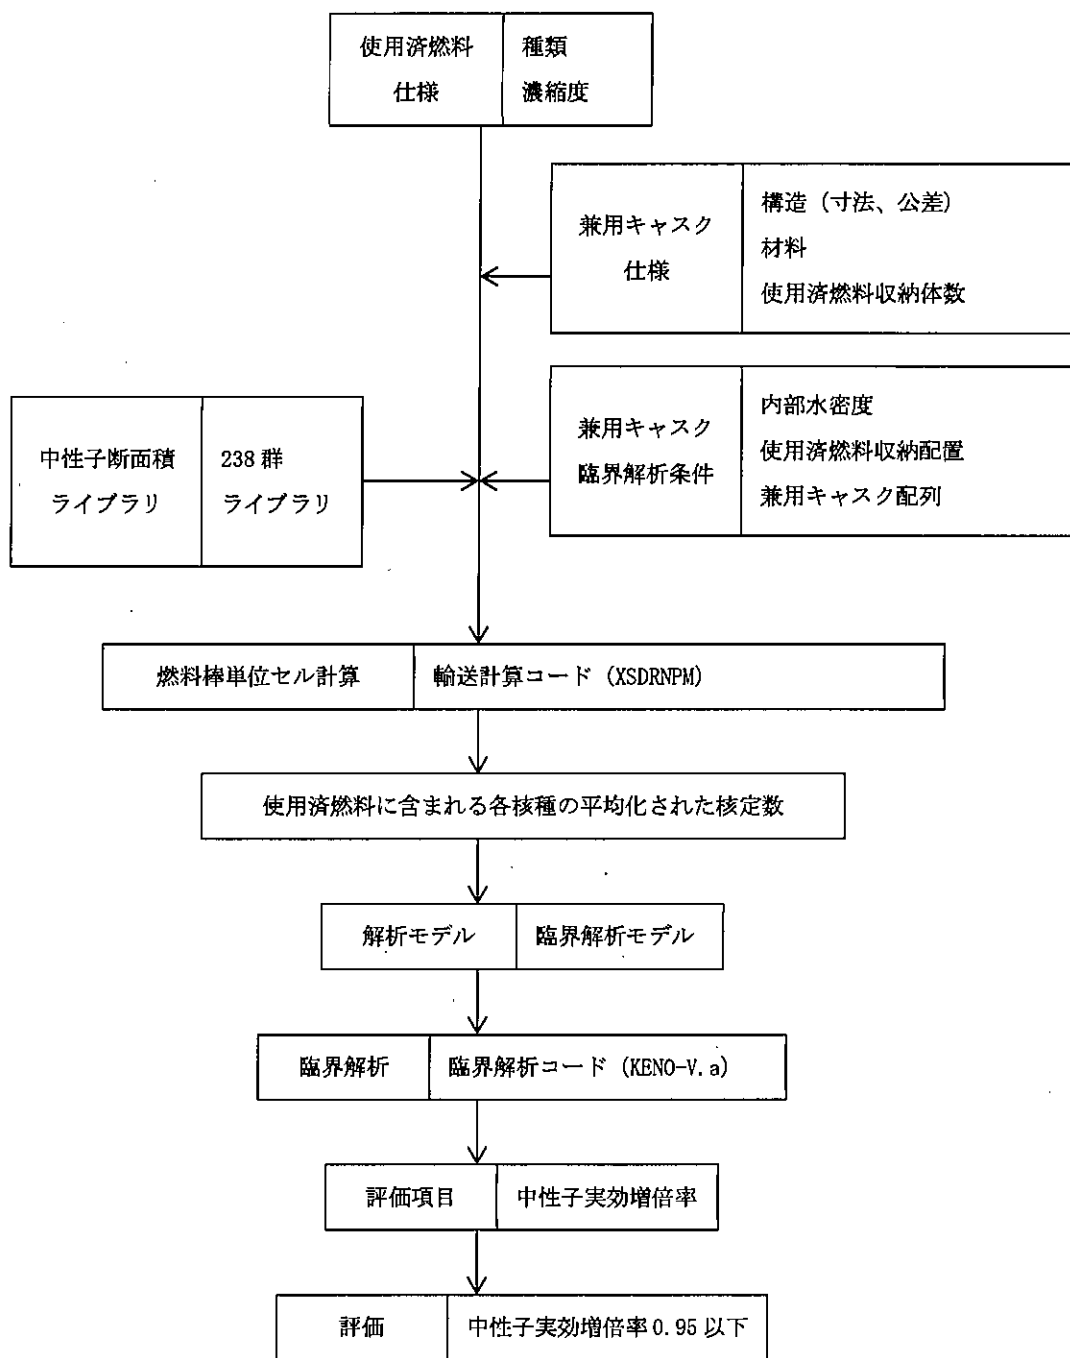 使用済燃料
仕様
種類
濃縮度
兼用キャスク
仕様
構造（寸法、公差）
材料
使用済燃料収納体数
中性子断面積
ライブラリ
238 群
ライブラリ
兼用キャスク
臨界解析条件
内部水密度
使用済燃料収納配置
兼用キャスク配列
燃料棒単位セル計算
輸送計算コード（XSDRNPM）
使用済燃料に含まれる各核種の平均化された核定数
解析モデル
臨界解析モデル
臨界解析
臨界解析コード（KENO-V.a）
評価項目
中性子実効増倍率
評価
中性子実効増倍率 0.95 以下